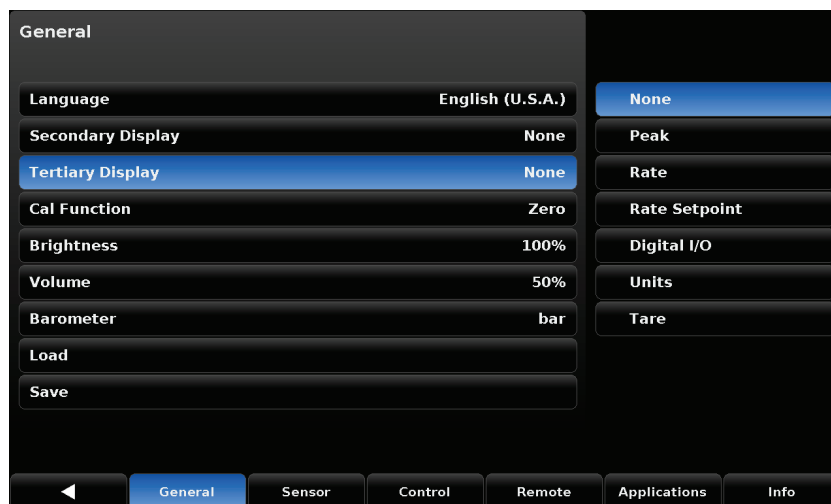 General
Language English (U.S.A.)
Secondary Display None
Tertiary Display None
Cal Function Zero
Brightness 100%
Volume 50%
Barometer bar
Load
Save
None
Peak
Rate
Rate Setpoint
Digital I/O
Units
Tare
General Sensor Control Remote Applications Info